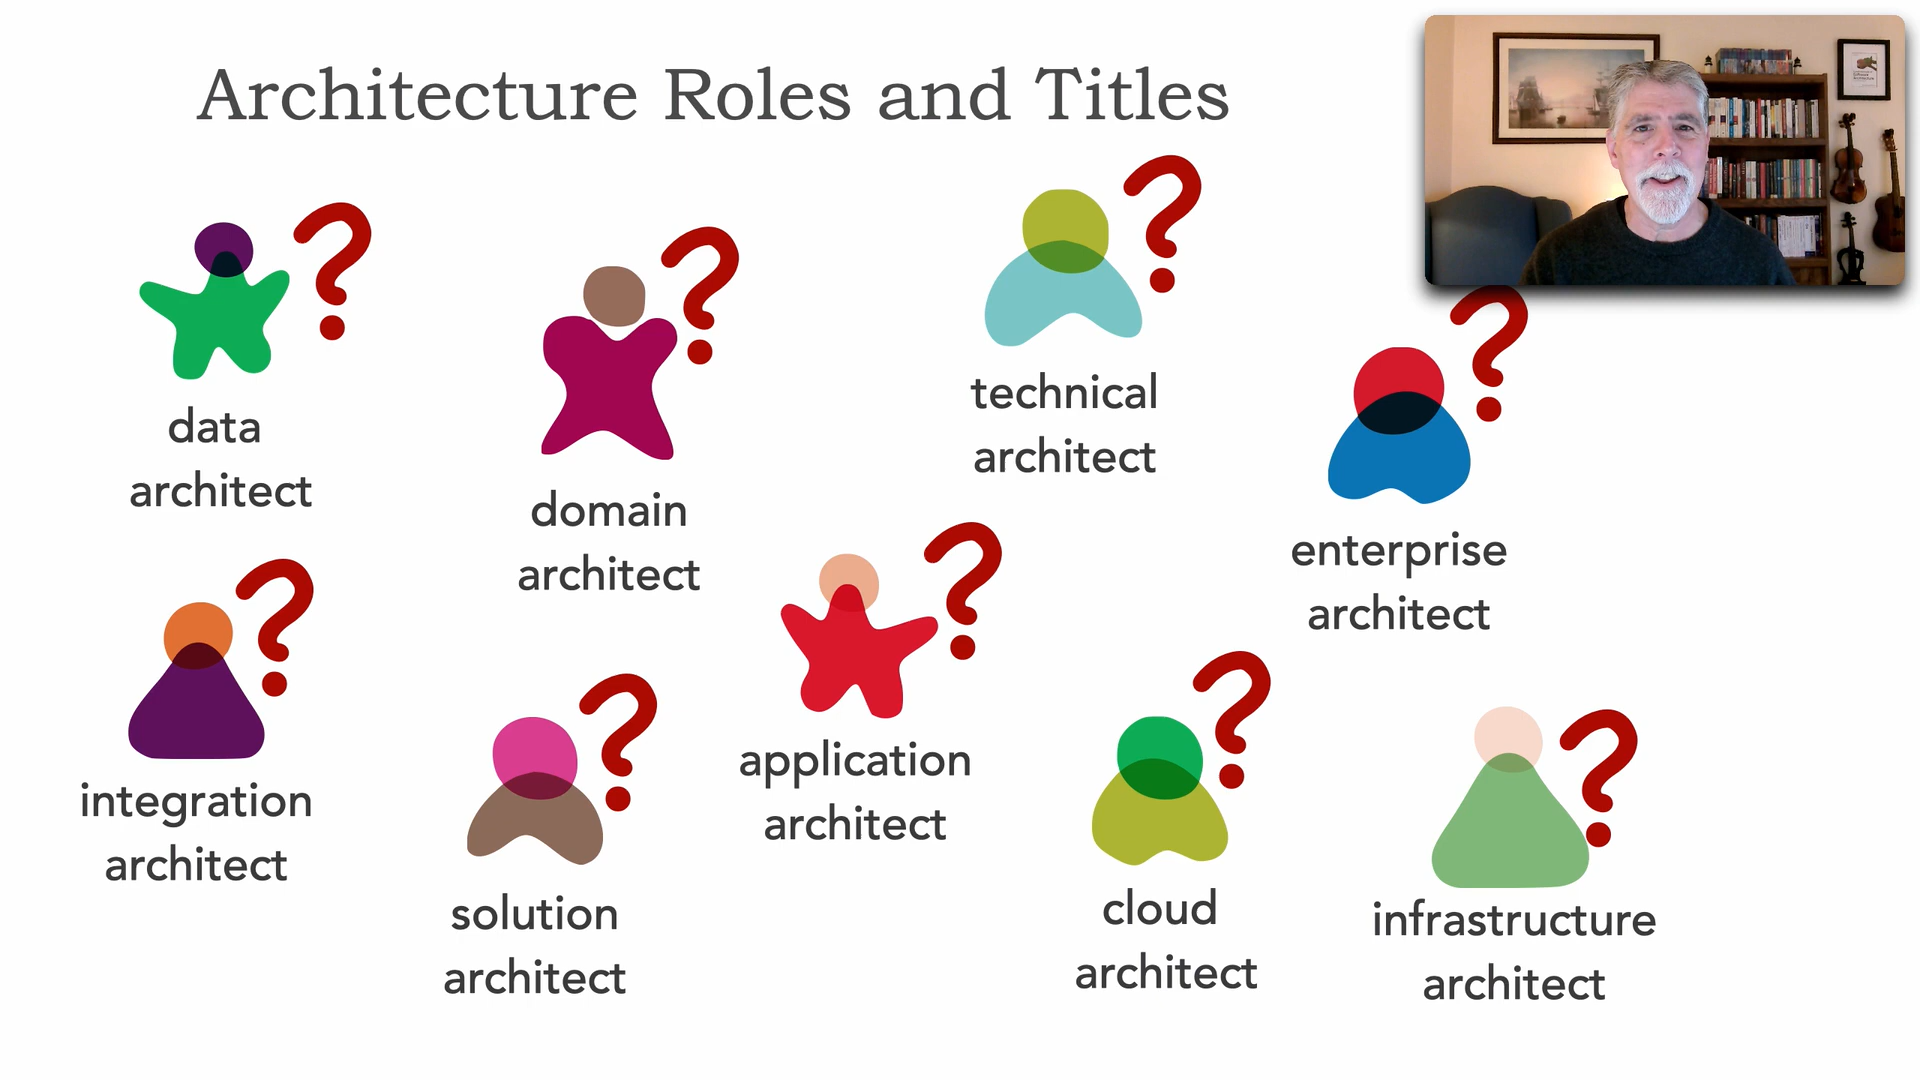 Architecture Roles and Titles
?
?
?
?
data
architect
domain
architect
technical
architect
enterprise
architect
?
?
?
?
?
integration
architect
solution
architect
application
architect
cloud
architect
infrastructure
architect